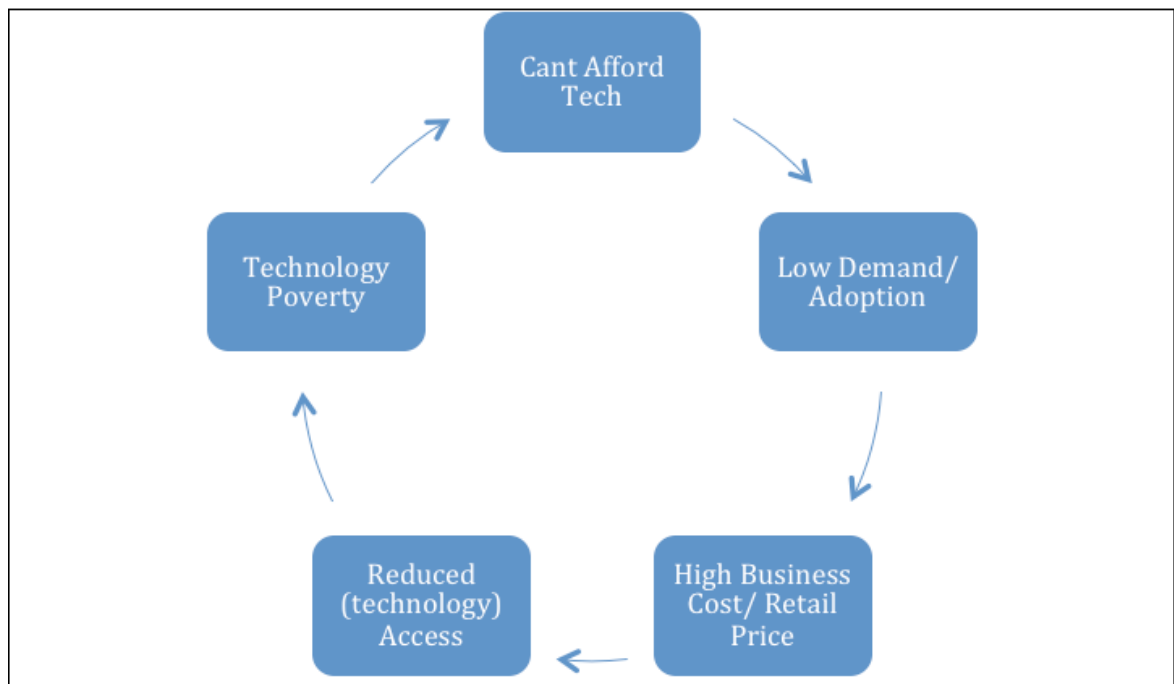 Cant Afford
Tech
Low Demand/
Adoption
High Business
Cost/ Retail
Price
Reduced
(technology)
Access
Technology
Poverty